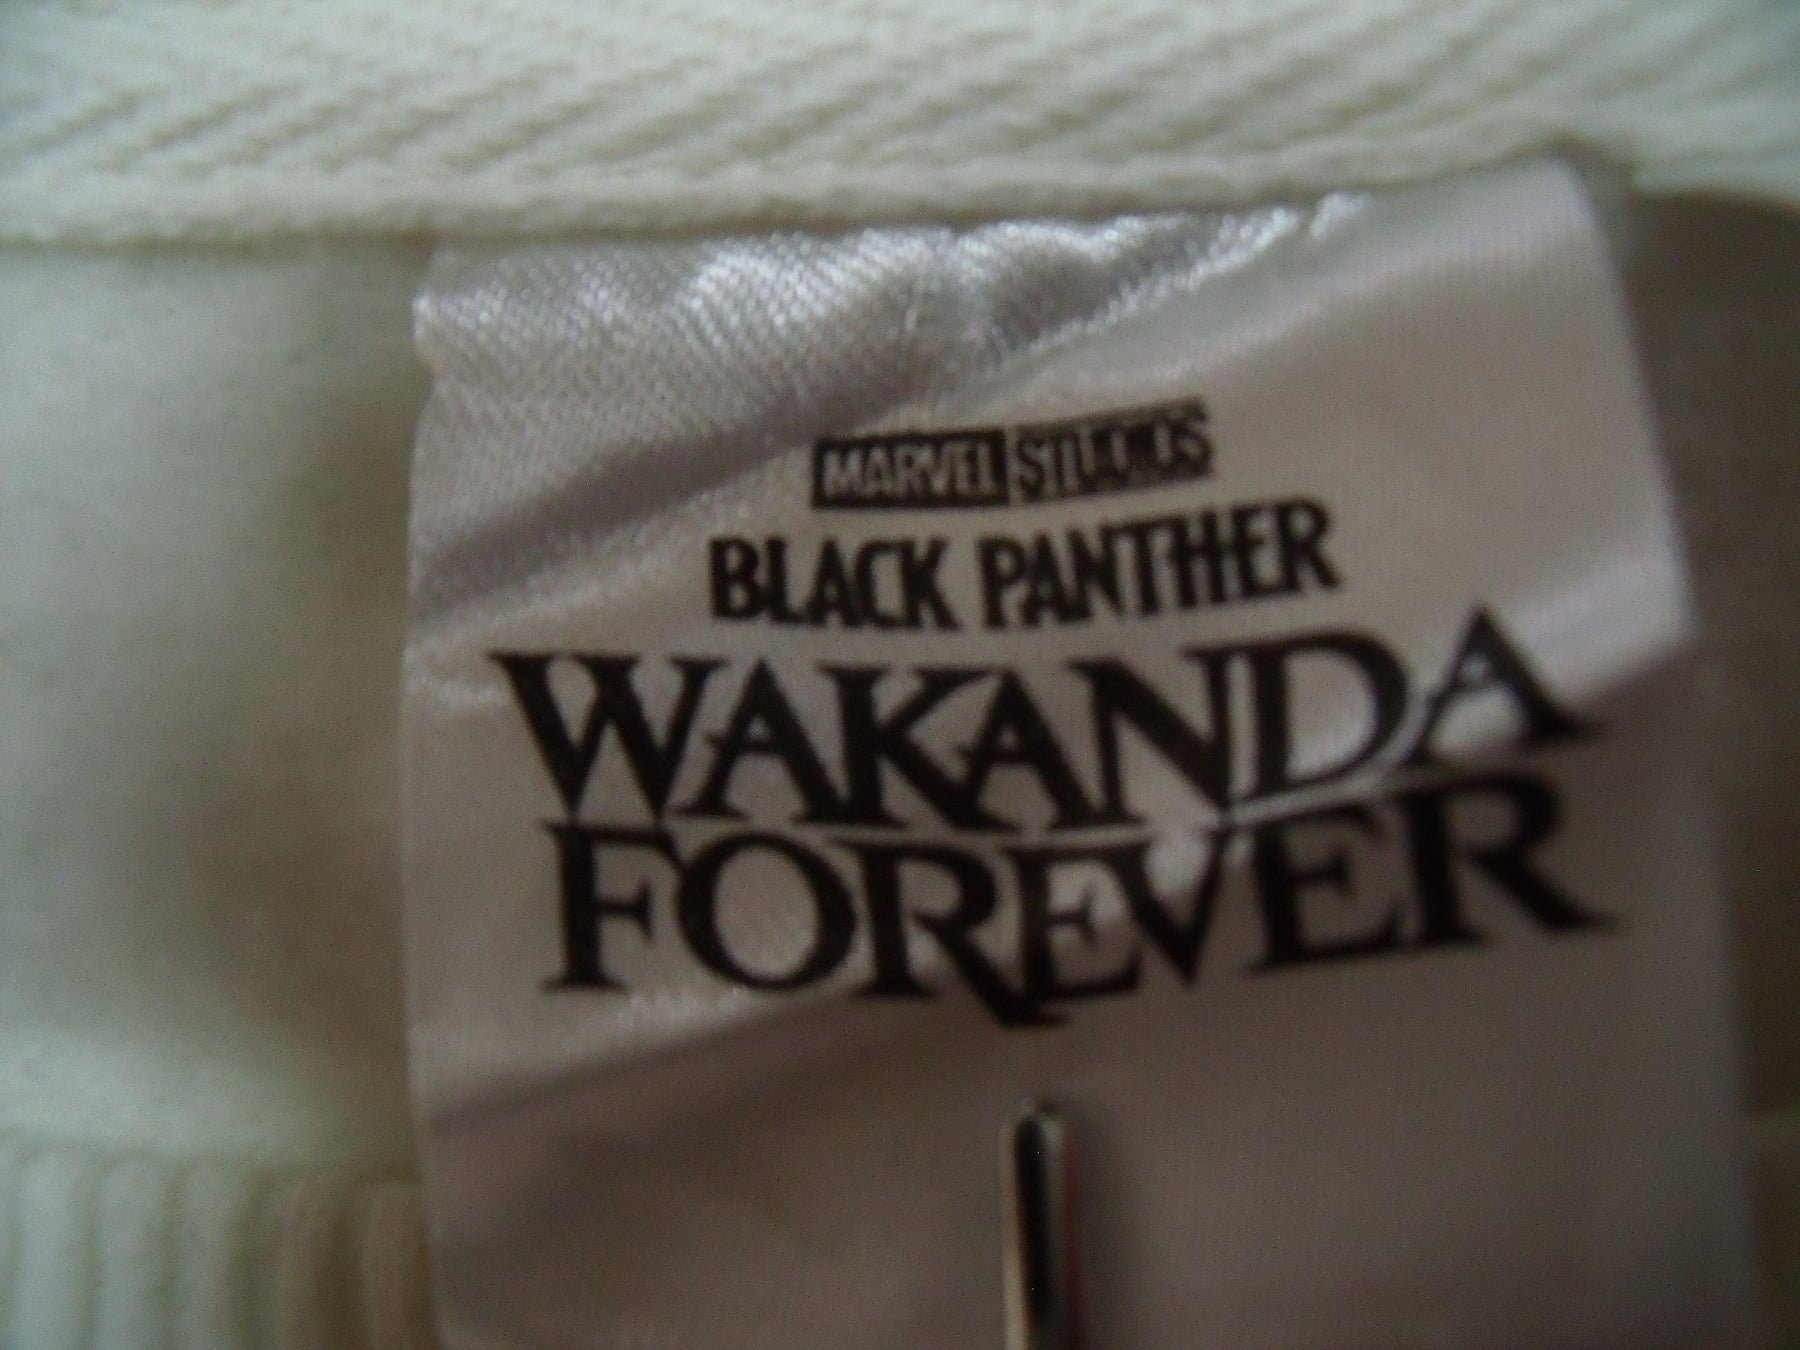 MARVEL STUDIOS
BLACK PANTHER
WAKANDA
FOREVER